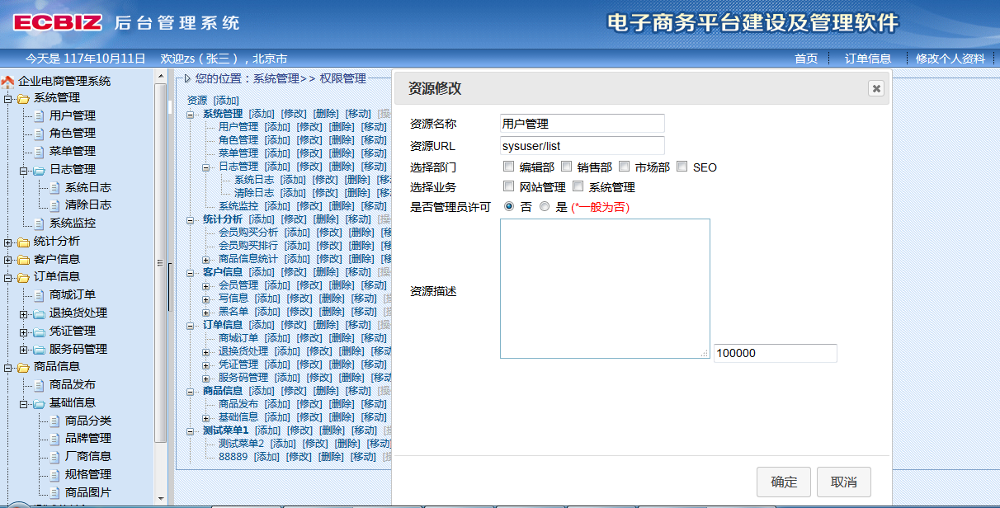 ECBIZ 后台管理系统
电子商务平台建设及管理软件
今天是 117年10月11日 欢迎zs（张三），北京市
首页 订单信息 修改个人资料
企业电商管理系统
系统管理
用户管理
角色管理
菜单管理
日志管理
系统日志
清除日志
系统监控
统计分析
客户信息
订单信息
商城订单
退换货处理
凭证管理
服务码管理
商品信息
商品发布
基础信息
商品分类
品牌管理
厂商信息
规格管理
商品图片
您的位置：系统管理>> 权限管理
资源 [添加]
系统管理 [添加] [修改] [删除] [移动] [操
用户管理 [添加] [修改] [删除] [移动]
角色管理 [添加] [修改] [删除] [移动]
菜单管理 [添加] [修改] [删除] [移动]
日志管理 [添加] [修改] [删除] [移动]
系统日志 [添加] [修改] [删除] [移
清除日志 [添加] [修改] [删除] [移
系统监控 [添加] [修改] [删除] [移动]
统计分析 [添加] [修改] [删除] [移动] [操
会员购买分析 [添加] [修改] [删除] [移
会员购买排行 [添加] [修改] [删除] [移
商品信息统计 [添加] [修改] [删除] [移
客户信息 [添加] [修改] [删除] [移动] [操
会员管理 [添加] [修改] [删除] [移动]
写信息 [添加] [修改] [删除] [移动] [操
黑名单 [添加] [修改] [删除] [移动] [操
订单信息 [添加] [修改] [删除] [移动] [操
商城订单 [添加] [修改] [删除] [移动]
退换货处理 [添加] [修改] [删除] [移动
凭证管理 [添加] [修改] [删除] [移动]
服务码管理 [添加] [修改] [删除] [移动
商品信息 [添加] [修改] [删除] [移动] [操
商品发布 [添加] [修改] [删除] [移动]
基础信息 [添加] [修改] [删除] [移动]
测试菜单1 [添加] [修改] [删除] [移动] [操
测试菜单2 [添加] [修改] [删除] [移动]
88889 [添加] [修改] [删除] [移动] [操
资源修改
资源名称 用户管理
资源URL sysuser/list
选择部门 编辑部 销售部 市场部 SEO
选择业务 网站管理 系统管理
是否管理员许可 否 是 (*一般为否)
资源描述
100000
确定 取消